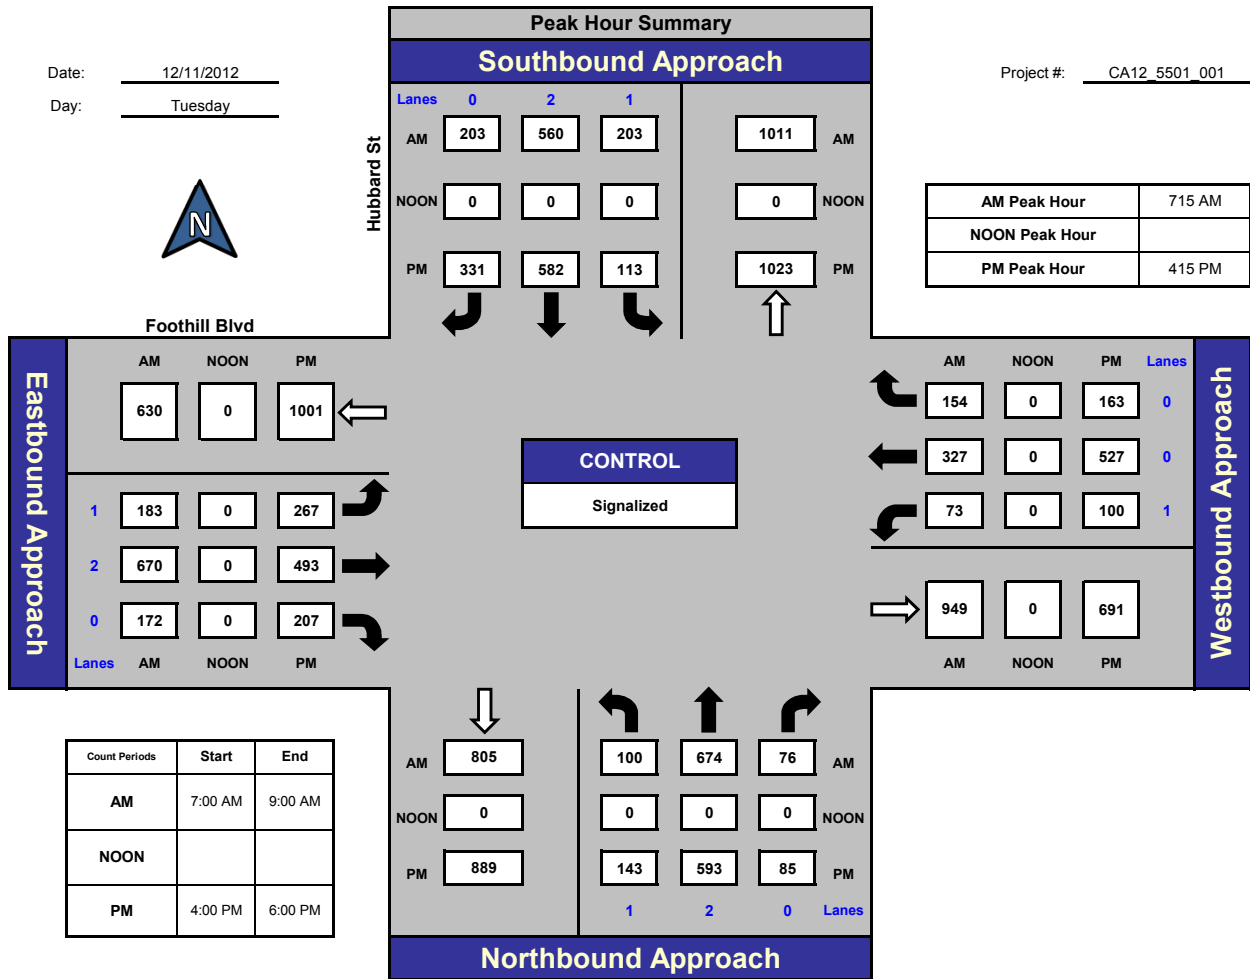 Peak Hour Summary
Southbound Approach
Date: 12/11/2012
Day: Tuesday
Project #: CA12_5501_001
Hubbard St
Lanes 0 2 1
AM 203 560 203 1011 AM
NOON 0 0 0 0 NOON
PM 331 582 113 1023 PM
N
AM Peak Hour 715 AM
NOON Peak Hour
PM Peak Hour 415 PM
Foothill Blvd
Eastbound Approach
AM NOON PM
630 0 1001
1 183 0 267
2 670 0 493
0 172 0 207
Lanes AM NOON PM
CONTROL
Signalized
Westbound Approach
AM NOON PM Lanes
154 0 163 0
327 0 527 0
73 0 100 1
949 0 691
AM NOON PM
Count Periods Start End
AM 7:00 AM 9:00 AM
NOON
PM 4:00 PM 6:00 PM
AM 805 100 674 76 AM
NOON 0 0 0 0 NOON
PM 889 143 593 85 PM
1 2 0 Lanes
Northbound Approach